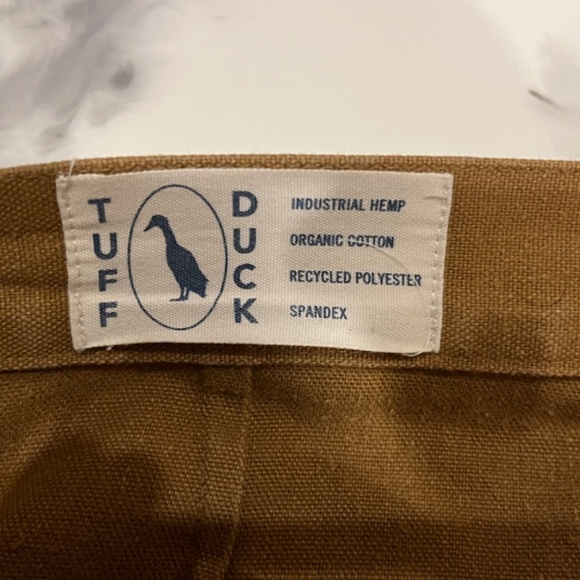 TUFF
DUCK
INDUSTRIAL HEMP
ORGANIC COTTON
RECYCLED POLYESTER
SPANDEX